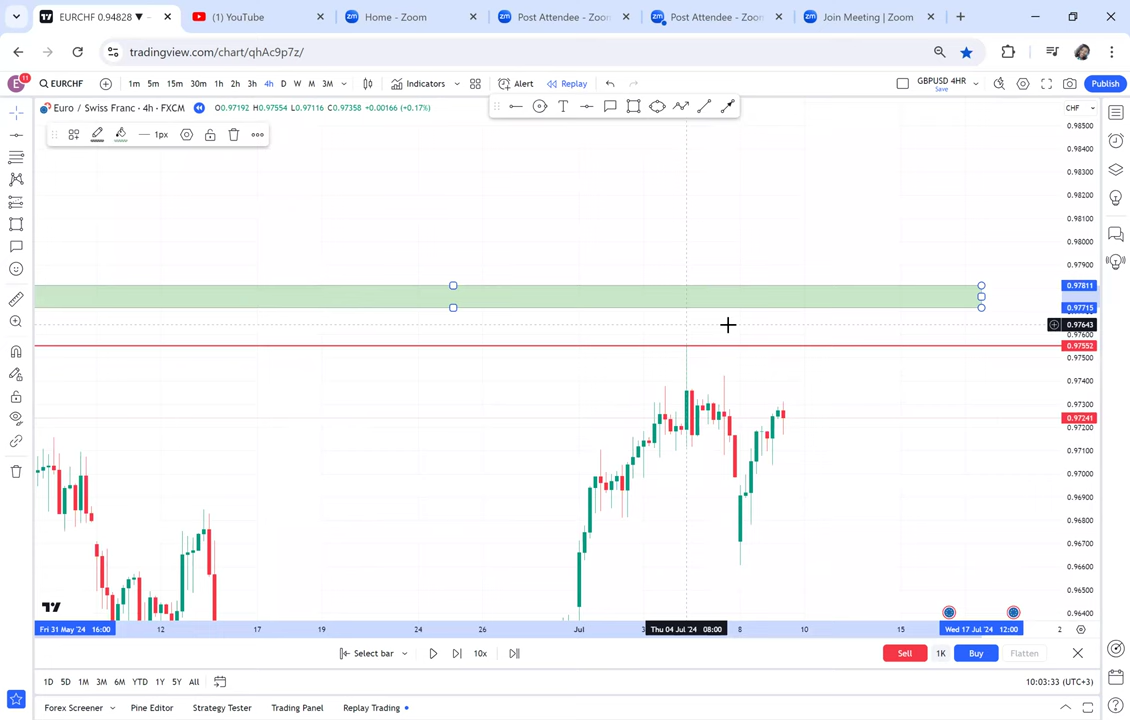 EURCHF 0.94828 ▼ -
(1) YouTube
Home - Zoom
Post Attendee - Zoom
Post Attendee - Zoom
Join Meeting | Zoom
tradingview.com/chart/qhAc9p7z/
E 11
EURCHF
1m 5m 15m 30m 1h 2h 3h 4h D W M 3M
Indicators
Alert
Replay
GBPUSD 4HR
Save
Publish
Euro / Swiss Franc · 4h · FXCM
O0.97192 H0.97554 L0.97116 C0.97358 +0.00166 (+0.17%)
CHF
1px
0.98500
0.98400
0.98300
0.98200
0.98100
0.98000
0.97900
0.97811
0.97715
0.97643
0.97600
0.97552
0.97500
0.97400
0.97300
0.97241
0.97200
0.97100
0.97000
0.96900
0.96800
0.96700
0.96600
0.96500
0.96400
Fri 31 May '24 16:00
12
17
19
24
26
Jul
3
Thu 04 Jul '24 08:00
8
10
15
Wed 17 Jul '24 12:00
2
Select bar
10x
Sell
1K
Buy
Flatten
1D 5D 1M 3M 6M YTD 1Y 5Y All
10:03:33 (UTC+3)
Forex Screener
Pine Editor
Strategy Tester
Trading Panel
Replay Trading